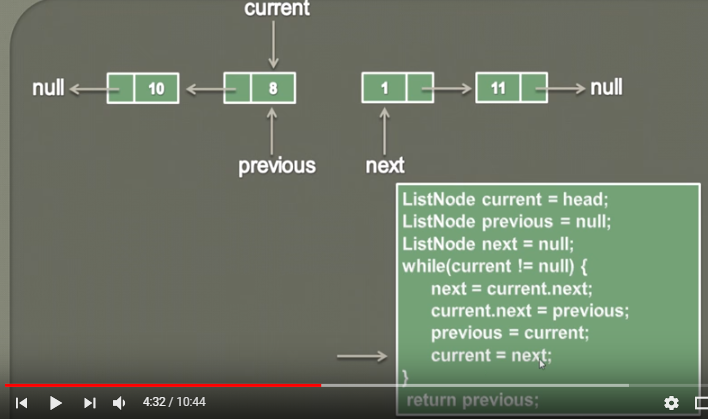 current
null 10 8 1 11 null
previous next
ListNode current = head;
ListNode previous = null;
ListNode next = null;
while(current != null) {
next = current.next;
current.next = previous;
previous = current;
current = next;
}
return previous;
4:32 / 10:44